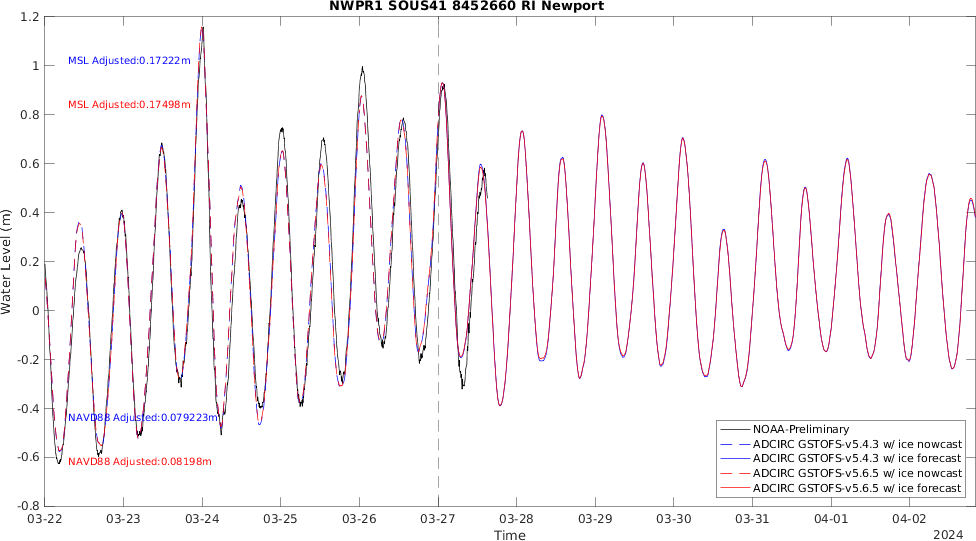 NWPR1 SOUS41 8452660 RI Newport
1.2
1
0.8
0.6
0.4
0.2
0
-0.2
-0.4
-0.6
-0.8
Water Level (m)
MSL Adjusted:0.17222m
MSL Adjusted:0.17498m
NAVD88 Adjusted:0.079223m
NAVD88 Adjusted:0.08198m
NOAA-Preliminary
ADCIRC GSTOFS-v5.4.3 w/ ice nowcast
ADCIRC GSTOFS-v5.4.3 w/ ice forecast
ADCIRC GSTOFS-v5.6.5 w/ ice nowcast
ADCIRC GSTOFS-v5.6.5 w/ ice forecast
03-22 03-23 03-24 03-25 03-26 03-27 03-28 03-29 03-30 03-31 04-01 04-02
Time
2024